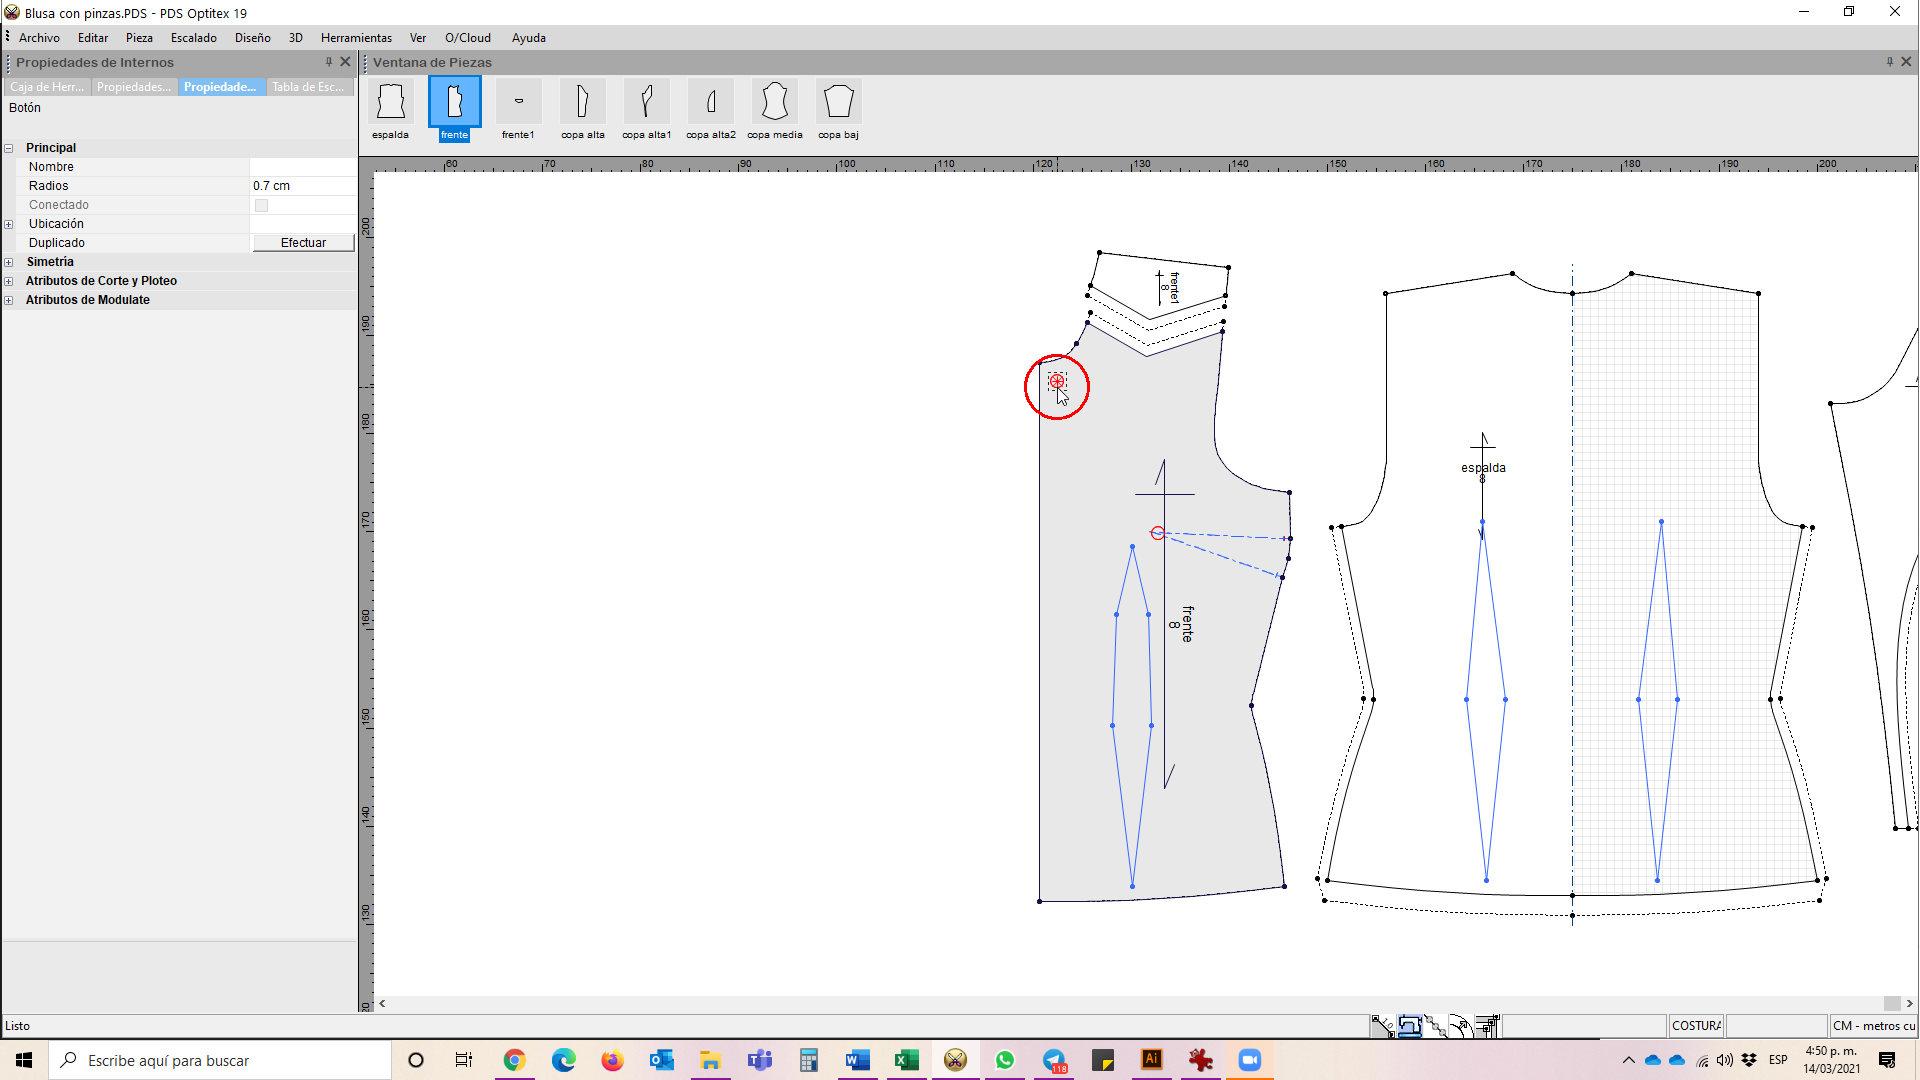 Blusa con pinzas.PDS - PDS Optitex 19
Archivo Editar Pieza Escalado Diseño 3D Herramientas Ver O/Cloud Ayuda
Propiedades de Internos
Ventana de Piezas
Caja de Herr... Propiedades... Propiedade... Tabla de Esc...
Botón
espalda frente frente1 copa alta copa alta1 copa alta2 copa media copa baj
Principal
Nombre
Radios 0.7 cm
Conectado
Ubicación
Duplicado Efectuar
Simetría
Atributos de Corte y Ploteo
Atributos de Modulate
60 70 80 90 100 110 120 130 140 150 160 170 180 190 200
200
190
180
170
160
150
140
130
frente1
8
espalda
8
frente
8
Listo
COSTURA
CM - metros cu
Escribe aquí para buscar
118
Ai
ESP
4:50 p. m.
14/03/2021